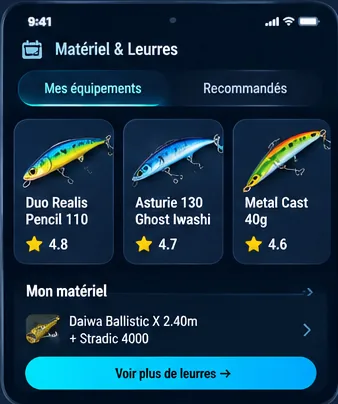 9:41
Matériel & Leurres
Mes équipements
Recommandés
Duo Realis
Pencil 110
4.8
Asturie 130
Ghost Iwashi
4.7
Metal Cast
40g
4.6
Mon matériel
Daiwa Ballistic X 2.40m
+ Stradic 4000
Voir plus de leurres →